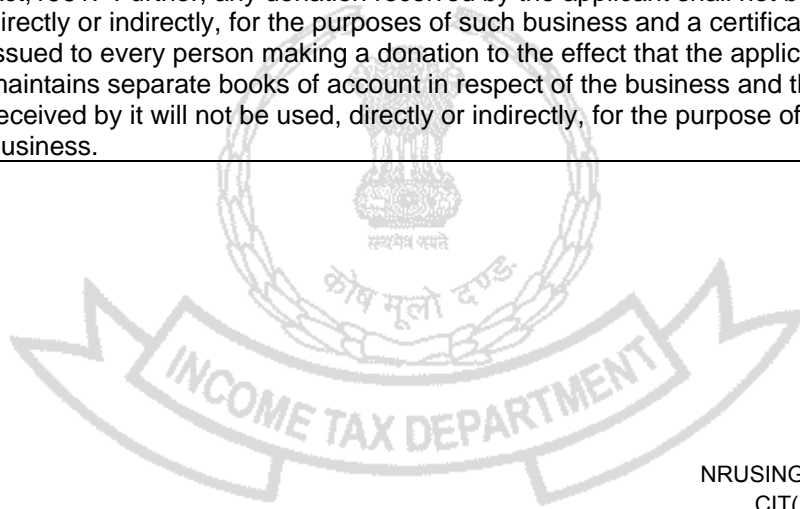 directly or indirectly, for the purposes of such business and a certifica
issued to every person making a donation to the effect that the applic
maintains separate books of account in respect of the business and th
received by it will not be used, directly or indirectly, for the purpose of
business.
सत्यमेव जयते
कोष मूलो दण्डः
INCOME TAX DEPARTMENT
NRUSING
CIT(